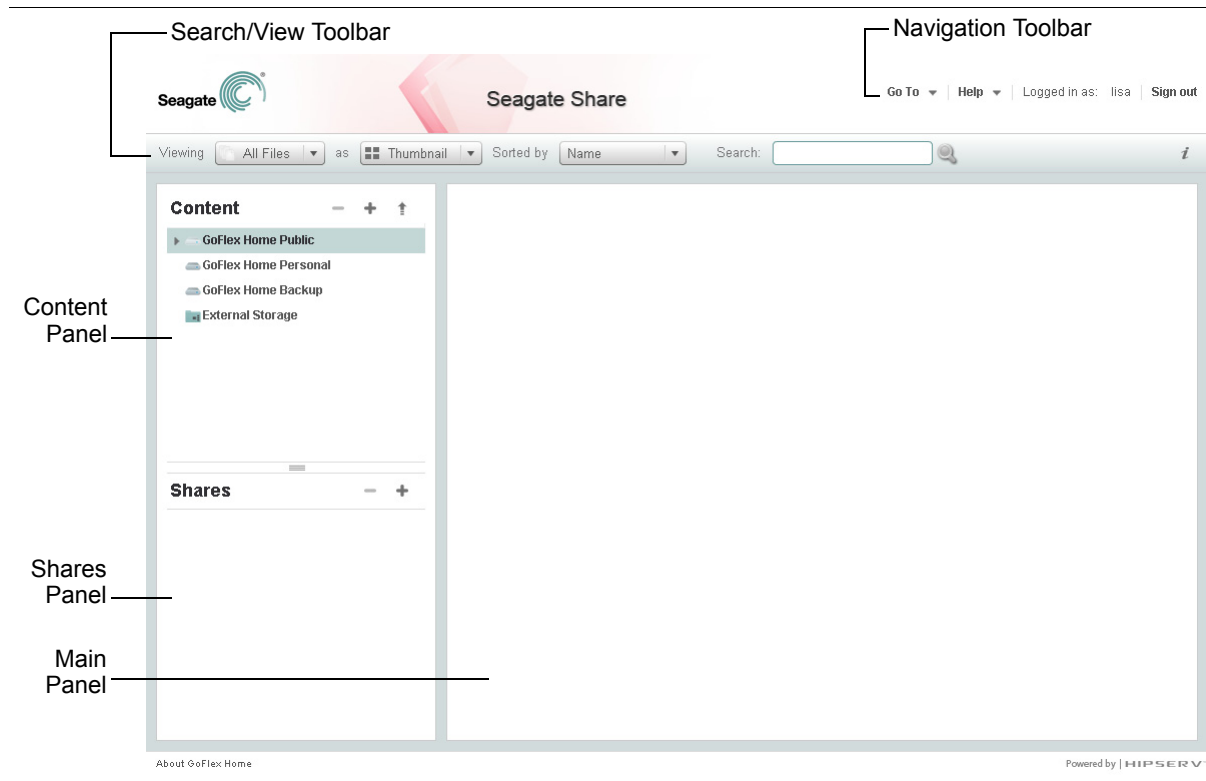 Search/View Toolbar
Navigation Toolbar
Seagate
Seagate Share
Go To Help Logged in as: lisa Sign out
Viewing All Files as Thumbnail Sorted by Name Search: i
Content
GoFlex Home Public
GoFlex Home Personal
GoFlex Home Backup
External Storage
Content
Panel
Shares
Shares
Panel
Main
Panel
About GoFlex Home
Powered by | HIPSERV